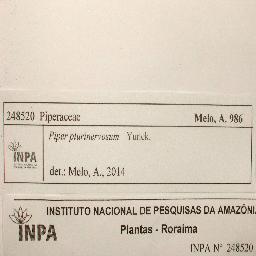 248520 Piperaceae Melo, A. 986
Piper plurinervosum Yunck.
INPA
det.: Melo, A., 2014
INSTITUTO NACIONAL DE PESQUISAS DA AMAZÔNI
INPA
Plantas - Roraima
INPA N° 248520